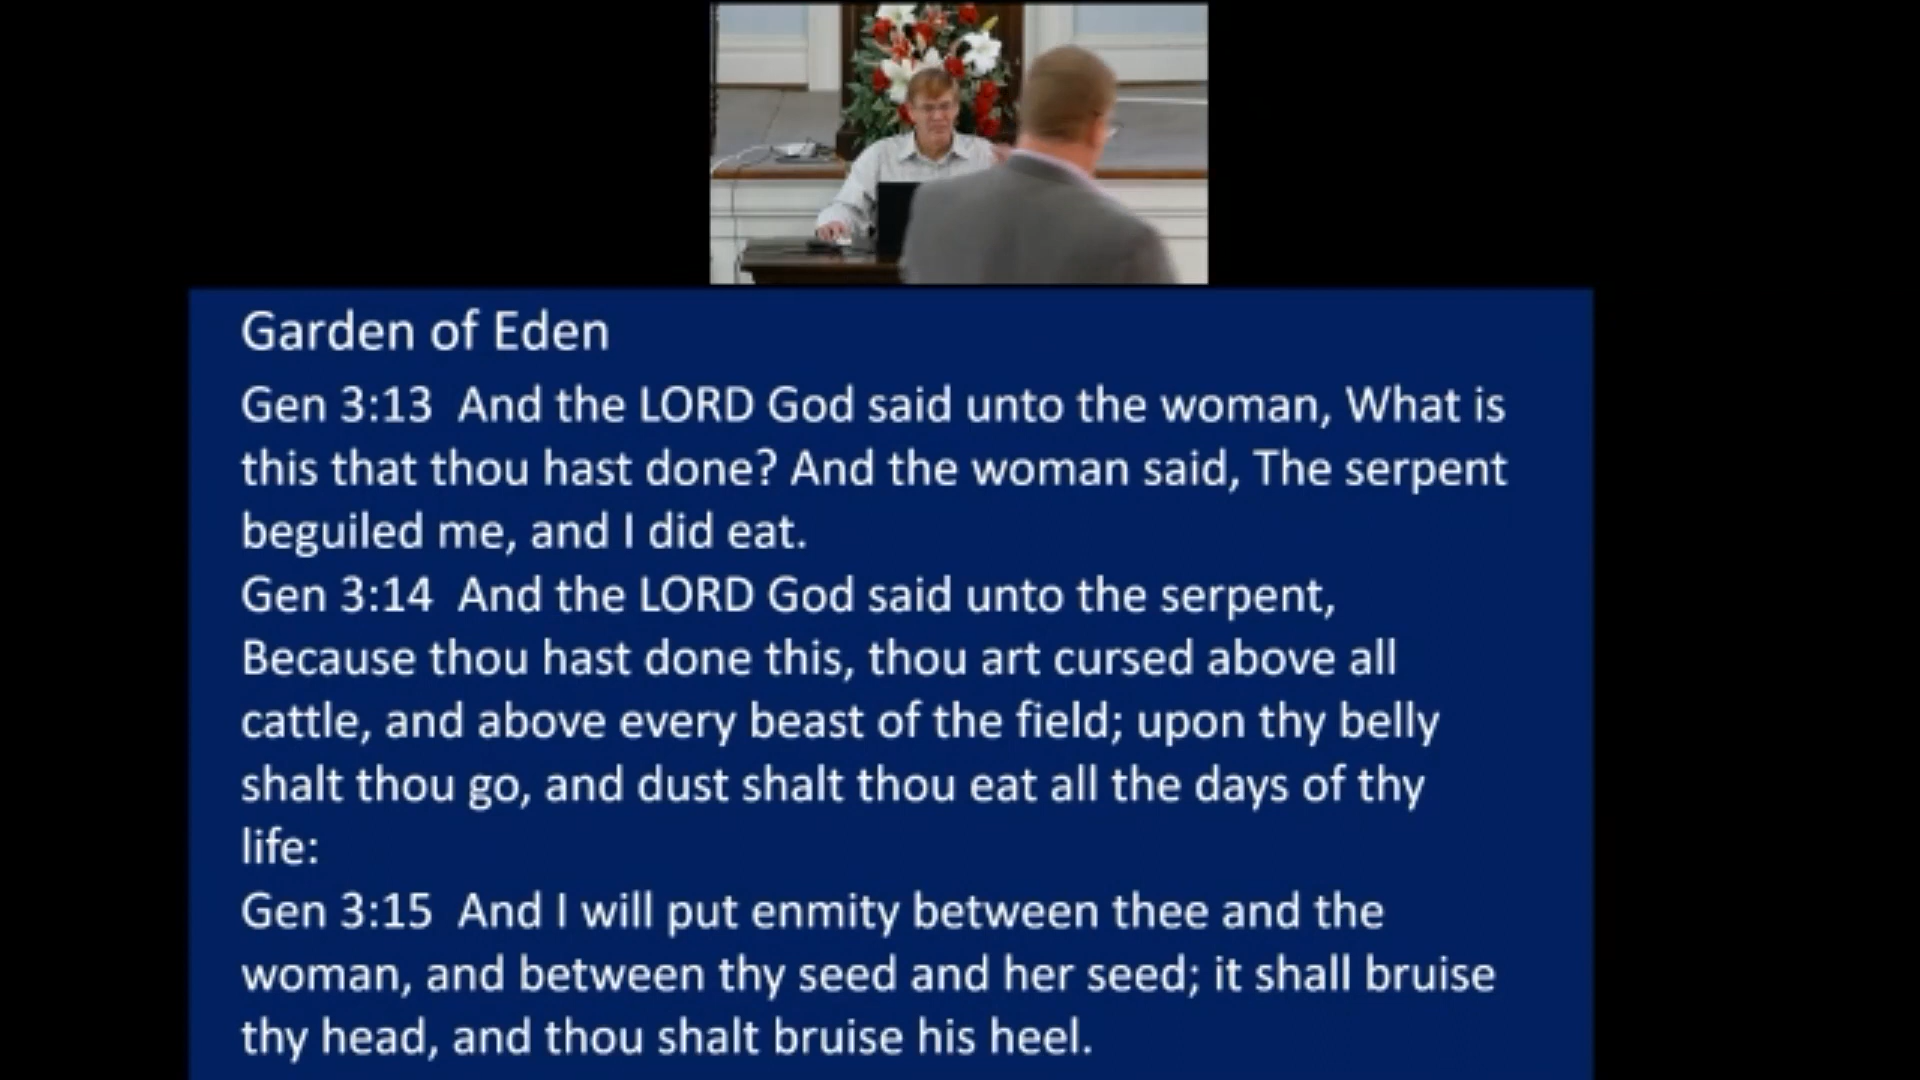 Garden of Eden
Gen 3:13  And the LORD God said unto the woman, What is
this that thou hast done? And the woman said, The serpent
beguiled me, and I did eat.
Gen 3:14  And the LORD God said unto the serpent,
Because thou hast done this, thou art cursed above all
cattle, and above every beast of the field; upon thy belly
shalt thou go, and dust shalt thou eat all the days of thy
life:
Gen 3:15  And I will put enmity between thee and the
woman, and between thy seed and her seed; it shall bruise
thy head, and thou shalt bruise his heel.